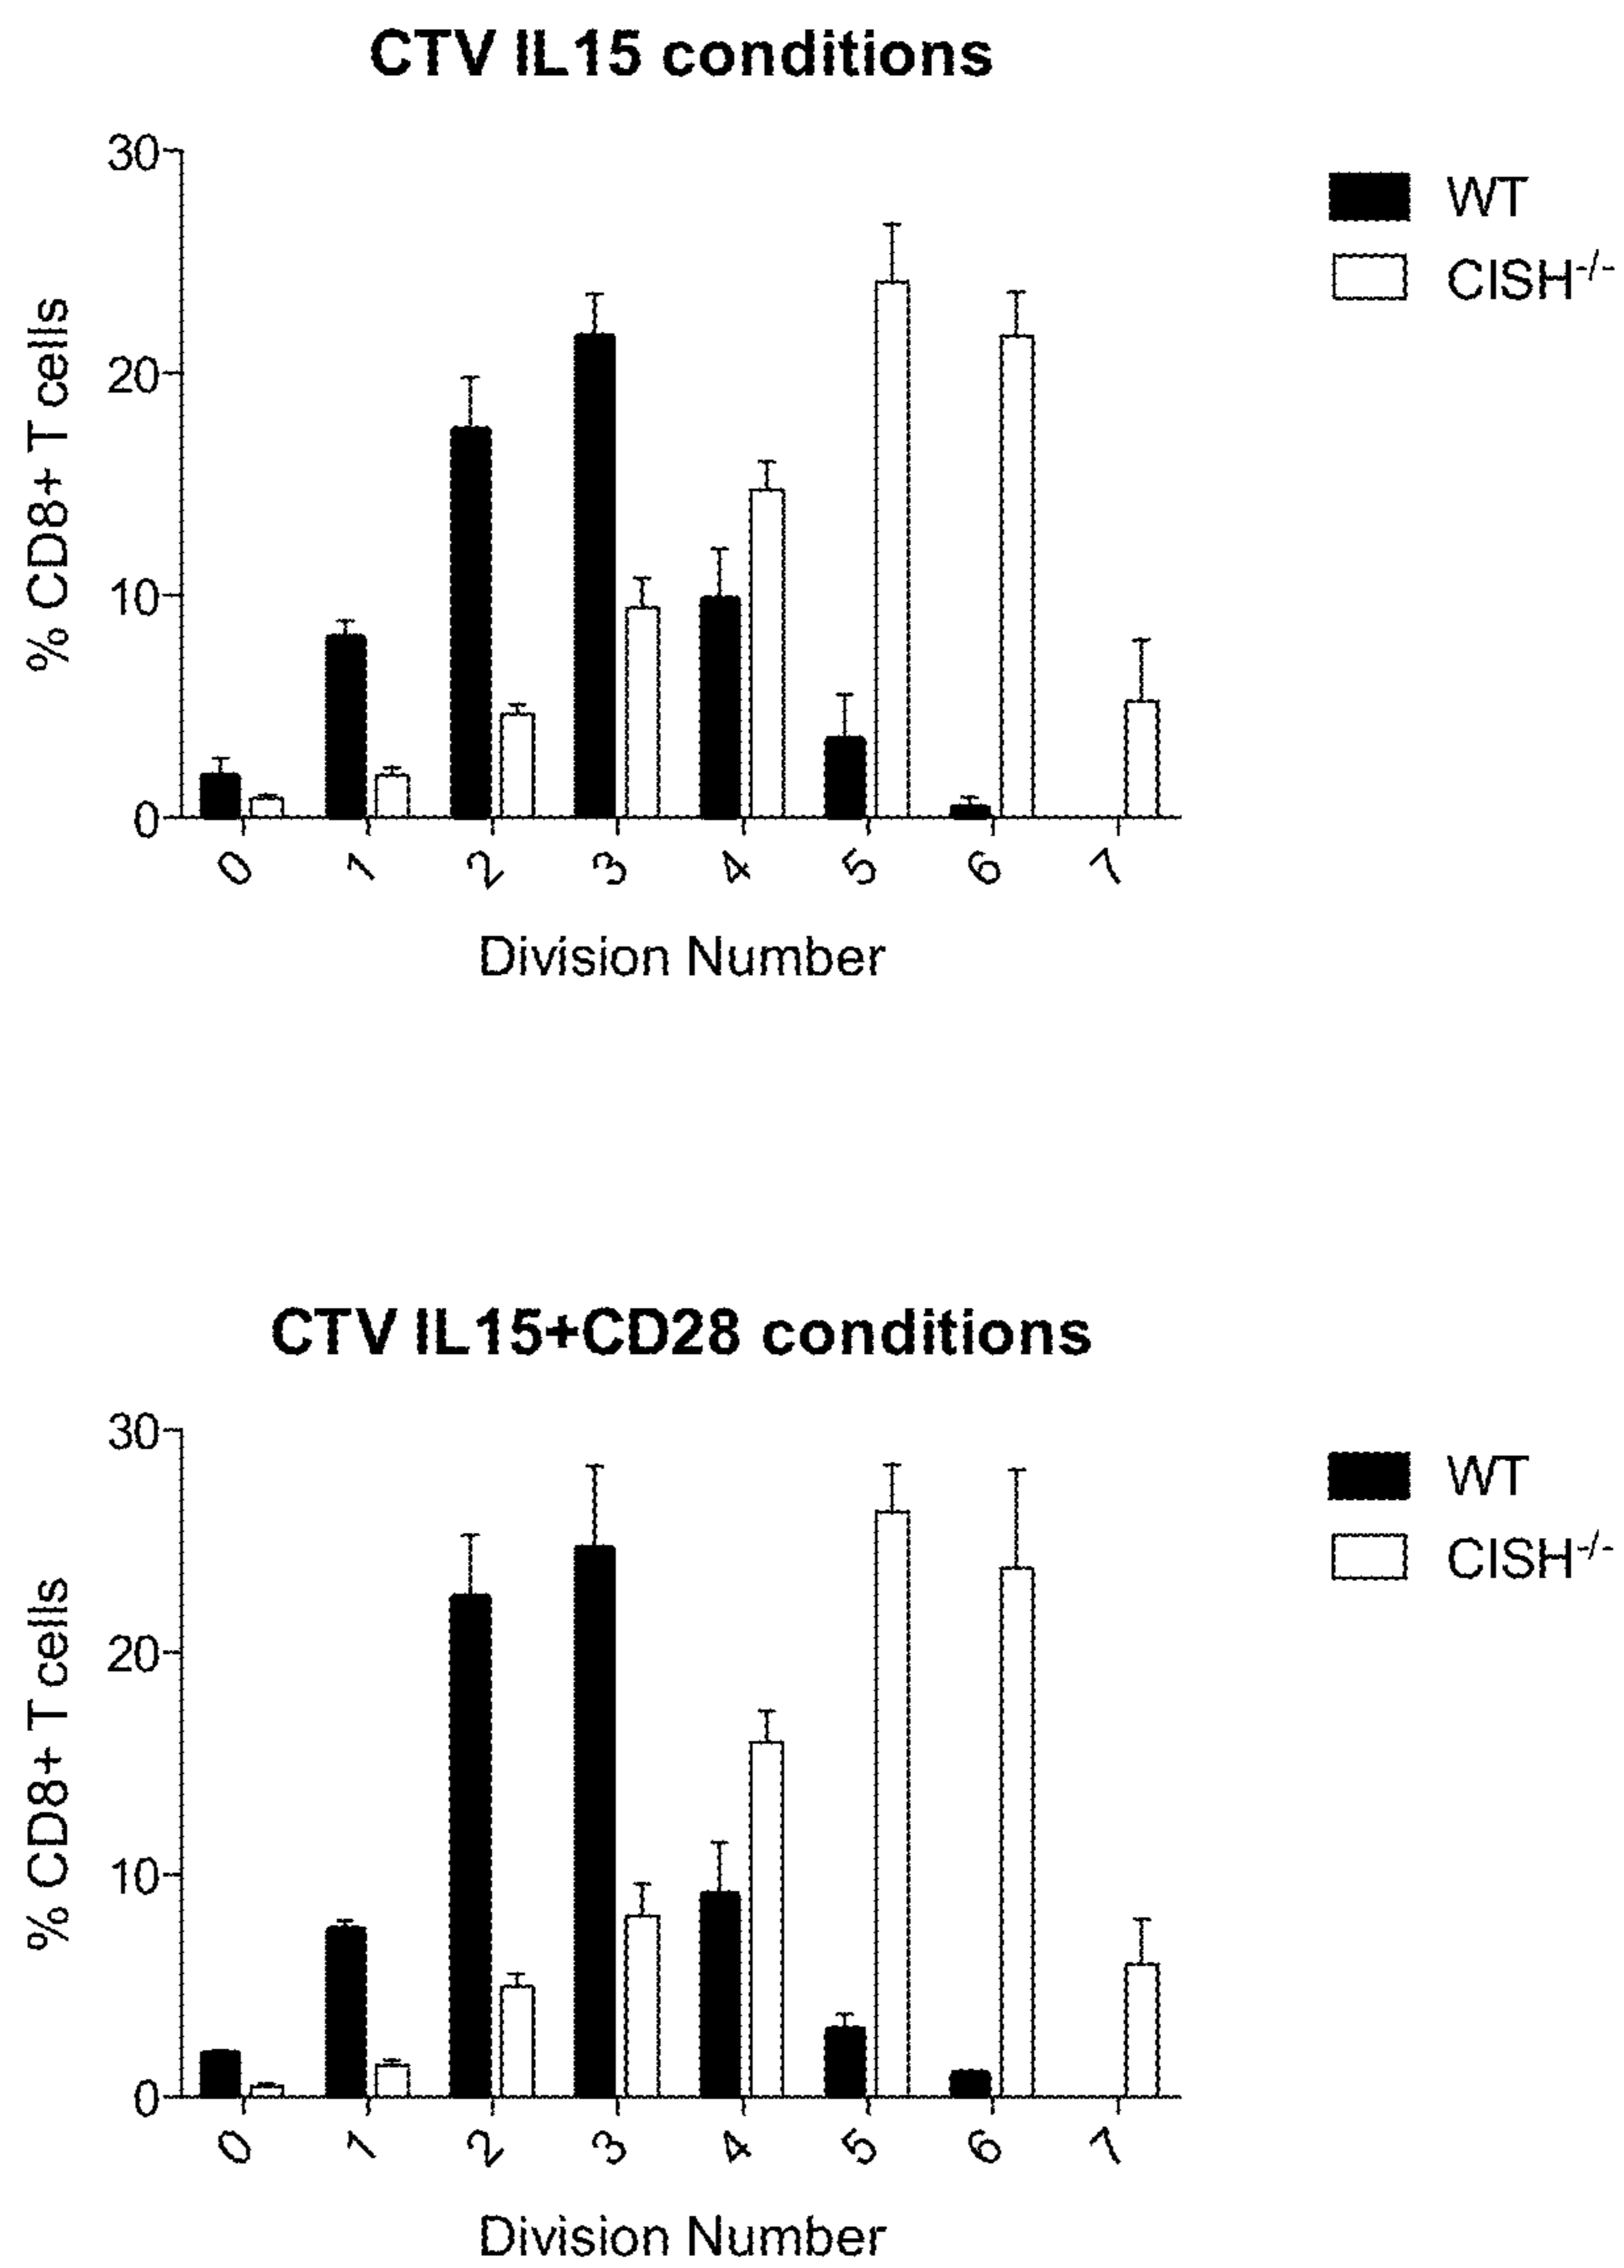 CTV IL15 conditions
30
20
10
0
% CD8+ T cells
0 1 2 3 4 5 6 7
Division Number
WT
CISH-/-
CTV IL15+CD28 conditions
30
20
10
0
% CD8+ T cells
0 1 2 3 4 5 6 7
Division Number
WT
CISH-/-